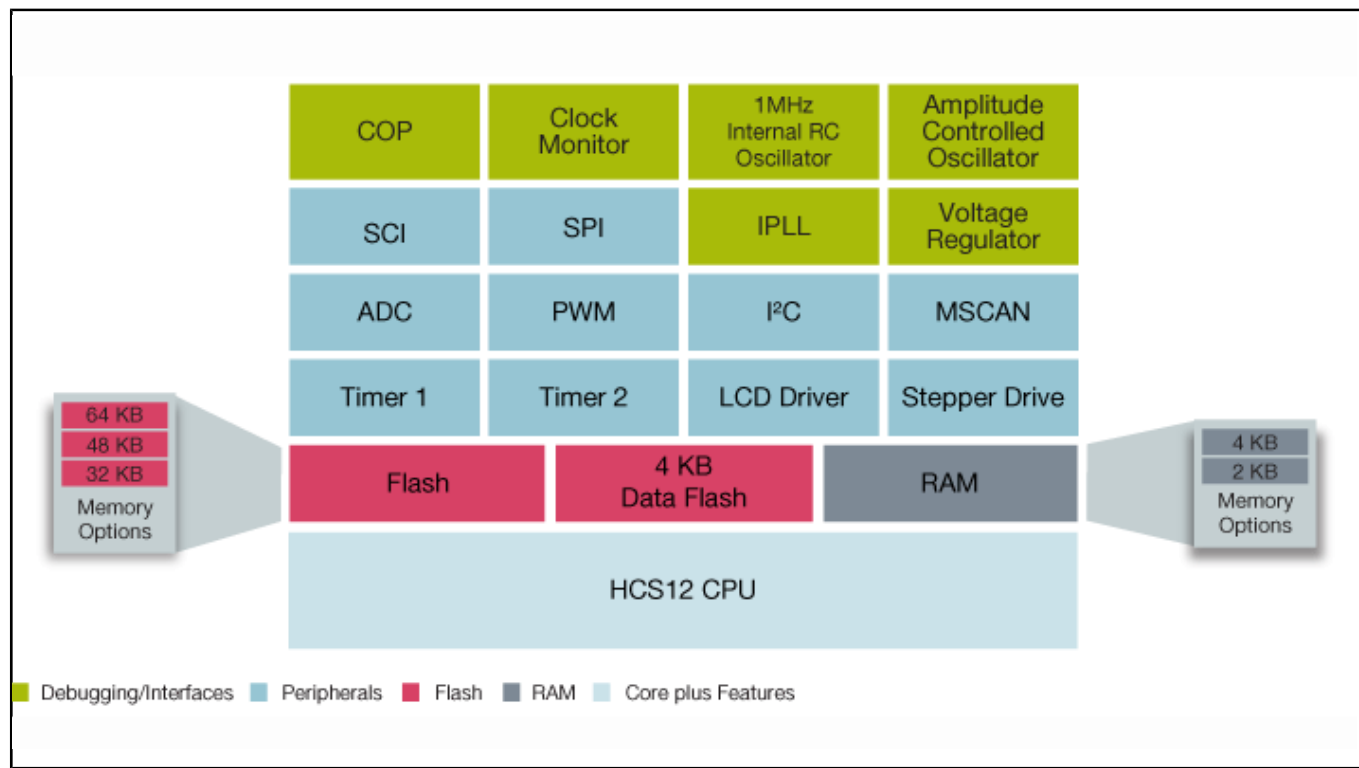 COP
Clock
Monitor
1MHz
Internal RC
Oscillator
Amplitude
Controlled
Oscillator
SCI
SPI
IPLL
Voltage
Regulator
ADC
PWM
I²C
MSCAN
Timer 1
Timer 2
LCD Driver
Stepper Drive
64 KB
48 KB
32 KB
Memory
Options
Flash
4 KB
Data Flash
RAM
4 KB
2 KB
Memory
Options
HCS12 CPU
Debugging/Interfaces
Peripherals
Flash
RAM
Core plus Features